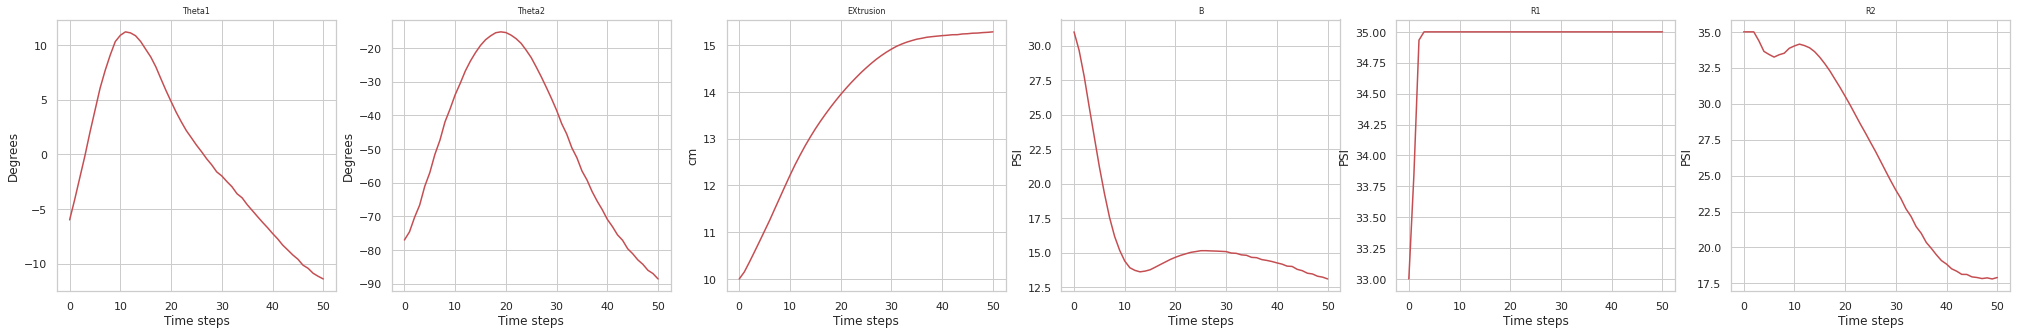 Theta1
Degrees
10
5
0
−5
−10
0 10 20 30 40 50
Time steps
Theta2
Degrees
−20
−30
−40
−50
−60
−70
−80
−90
0 10 20 30 40 50
Time steps
EXtrusion
cm
15
14
13
12
11
10
0 10 20 30 40 50
Time steps
B
PSI
30.0
27.5
25.0
22.5
20.0
17.5
15.0
12.5
0 10 20 30 40 50
Time steps
R1
PSI
35.00
34.75
34.50
34.25
34.00
33.75
33.50
33.25
33.00
0 10 20 30 40 50
Time steps
R2
PSI
35.0
32.5
30.0
27.5
25.0
22.5
20.0
17.5
0 10 20 30 40 50
Time steps